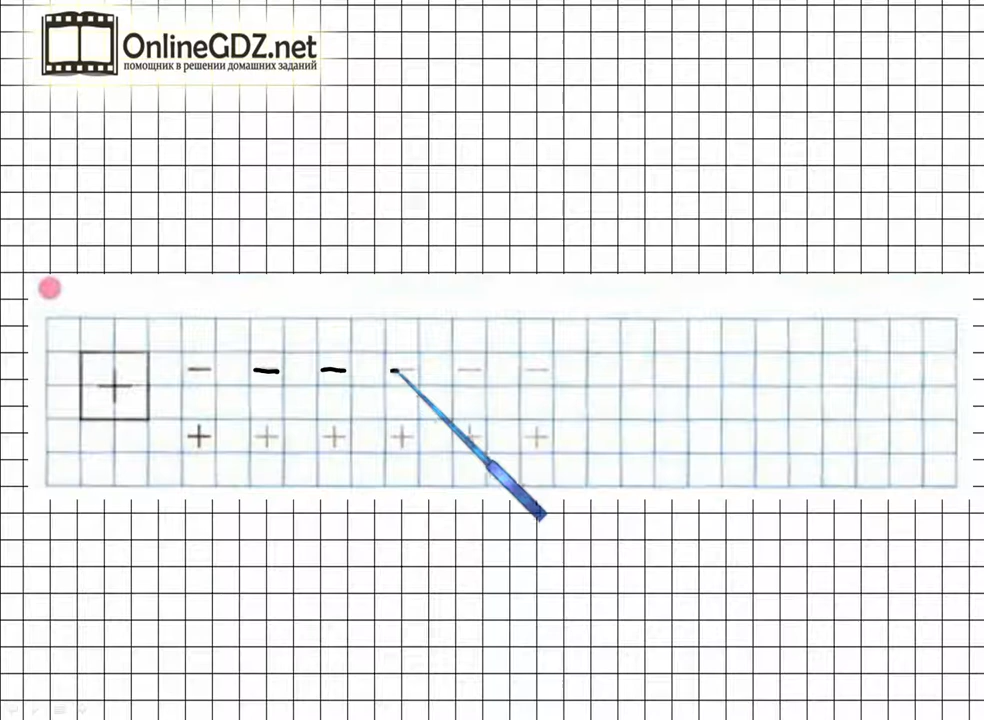 OnlineGDZ.net
помощник в решении домашних заданий
+ − − − − − −
+ + + + + +